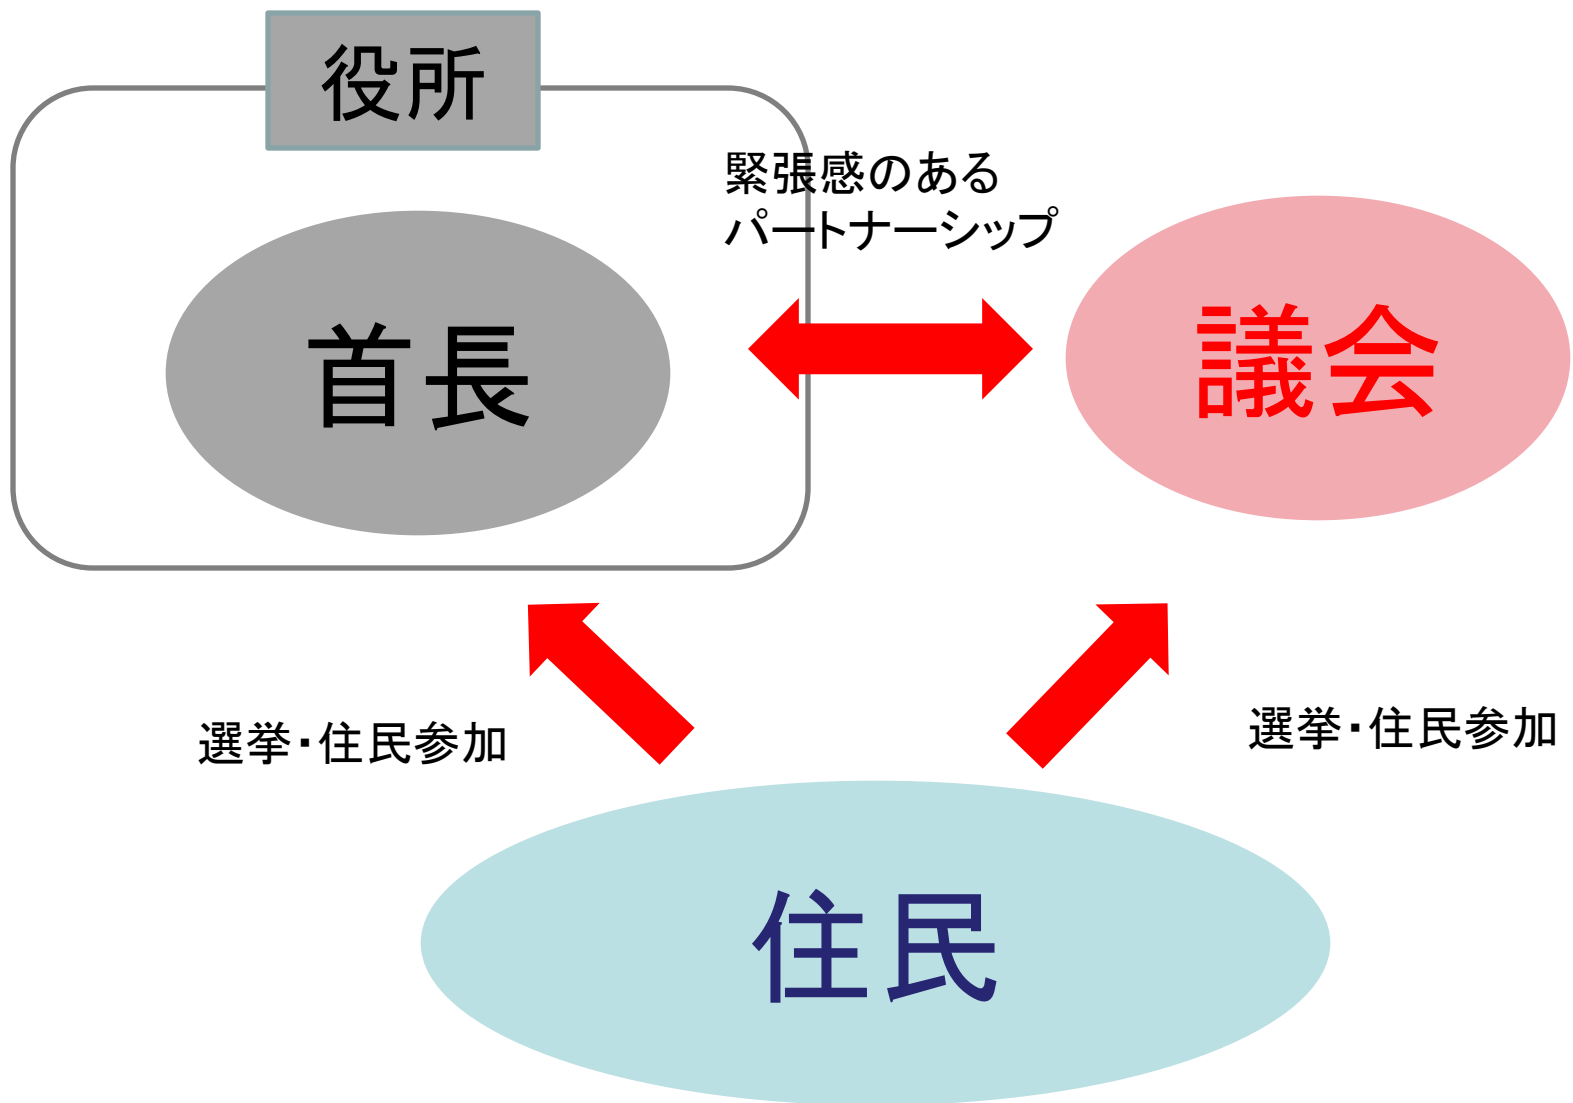 役所
緊張感のある
パートナーシップ
首長
議会
選挙・住民参加
選挙・住民参加
住民